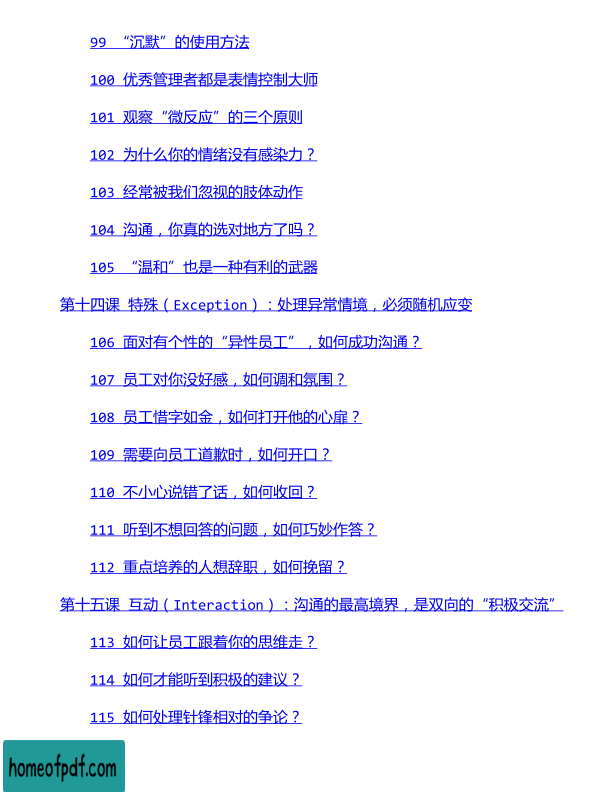 99 “沉默”的使用方法
100 优秀管理者都是表情控制大师
101 观察“微反应”的三个原则
102 为什么你的情绪没有感染力？
103 经常被我们忽视的肢体动作
104 沟通，你真的选对地方了吗？
105 “温和”也是一种有利的武器
第十四课 特殊（Exception）：处理异常情境，必须随机应变
106 面对有个性的“异性员工”，如何成功沟通？
107 员工对你没好感，如何调和氛围？
108 员工惜字如金，如何打开他的心扉？
109 需要向员工道歉时，如何开口？
110 不小心说错了话，如何收回？
111 听到不想回答的问题，如何巧妙作答？
112 重点培养的人想辞职，如何挽留？
第十五课 互动（Interaction）：沟通的最高境界，是双向的“积极交流”
113 如何让员工跟着你的思维走？
114 如何才能听到积极的建议？
115 如何处理针锋相对的争论？
homeofpdf.com